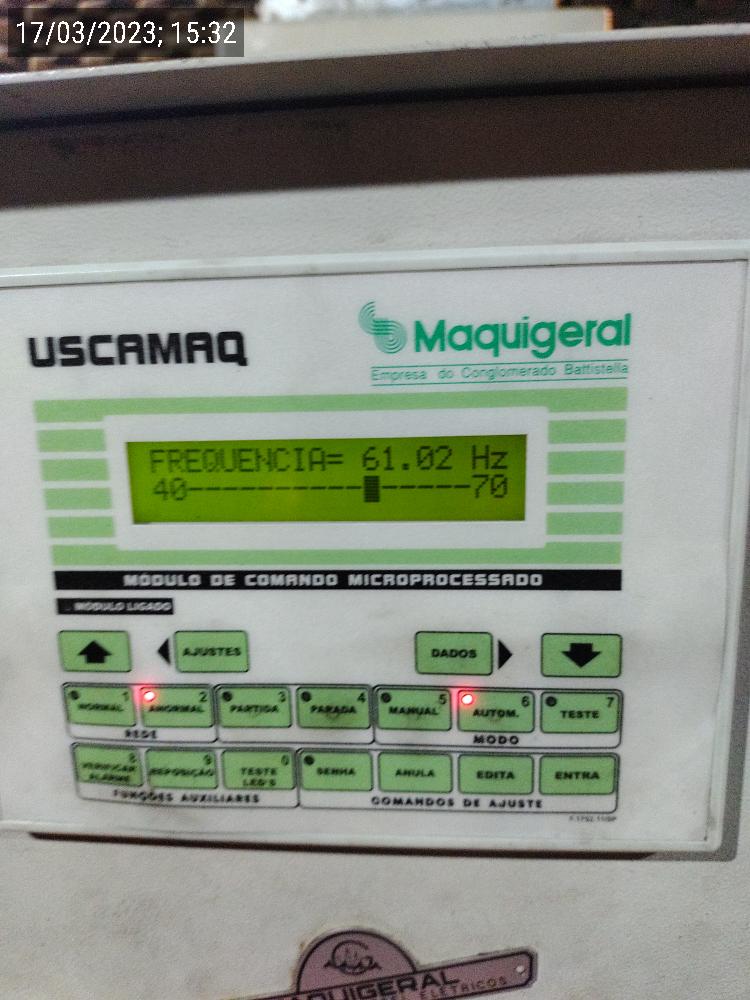 17/03/2023; 15:32
USCAMAQ
Maquigeral
Empresa do Conglomerado Battistella
FREQUENCIA= 61.02 Hz
40-----------█-----70
MÓDULO DE COMANDO MICROPROCESSADO
MÓDULO LIGADO
AJUSTES
DADOS
1 2 3 4 5 6 7
NORMAL ANORMAL PARTIDA PARADA MANUAL AUTOM. TESTE
REDE
MODO
8 9 0
VERIFICAR REPOSIÇÃO TESTE SENHA ANULA EDITA ENTRA
ALARME LED'S
FUNÇÕES AUXILIARES
COMANDOS DE AJUSTE
MAQUIGERAL
ELÉTRICOS